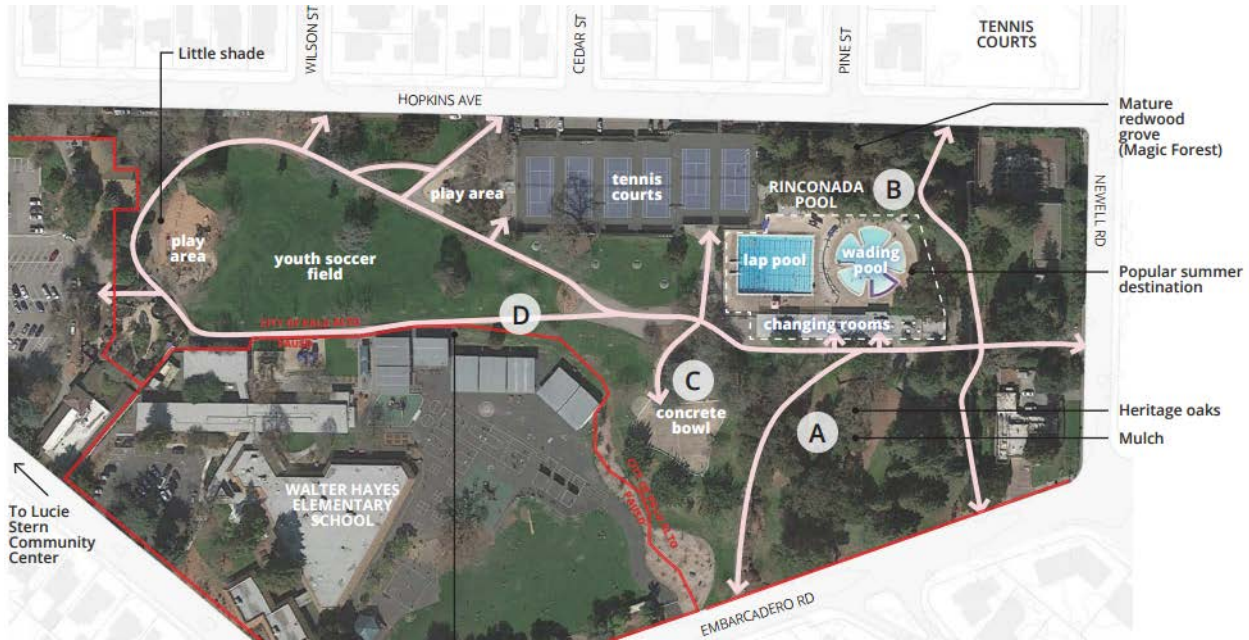 WILSON ST
CEDAR ST
PINE ST
TENNIS
COURTS
Little shade
HOPKINS AVE
Mature
redwood
grove
(Magic Forest)
NEWELL RD
play area
tennis
courts
RINCONADA
POOL
B
play
area
youth soccer
field
lap pool
wading
pool
Popular summer
destination
D
changing rooms
C
concrete
bowl
A
Heritage oaks
Mulch
WALTER HAYES
ELEMENTARY
SCHOOL
To Lucie
Stern
Community
Center
EMBARCADERO RD